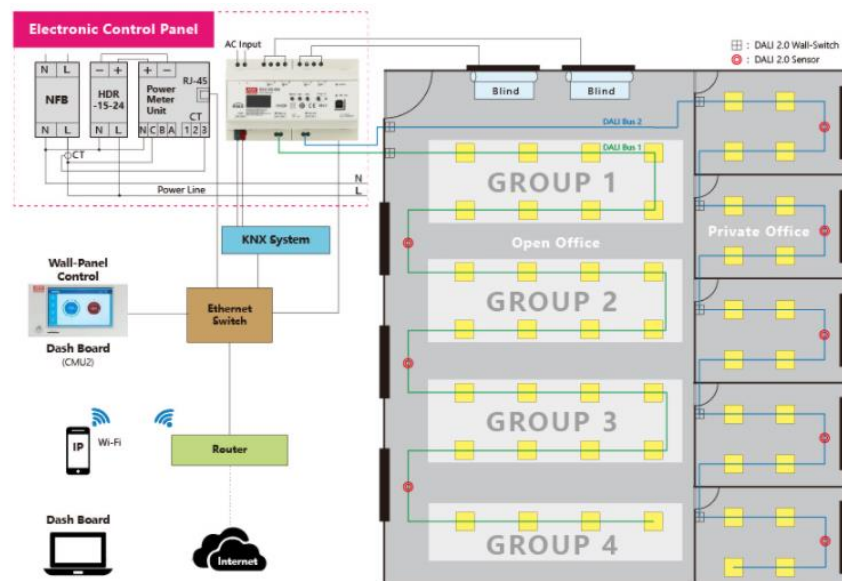 Electronic Control Panel
AC Input
N L
NFB
N L
− +
HDR
-15-24
N L
+ −
Power
Meter
Unit
RJ-45
CT
N C B A 1 2 3
CT
N
Power Line
L
KNX System
Wall-Panel
Control
Dash Board
(CMU2)
Ethernet
Switch
IP
Wi-Fi
Router
Dash Board
Internet
: DALI 2.0 Wall-Switch
: DALI 2.0 Sensor
Blind
Blind
DALI Bus 2
DALI Bus 1
GROUP 1
Open Office
Private Office
GROUP 2
GROUP 3
GROUP 4